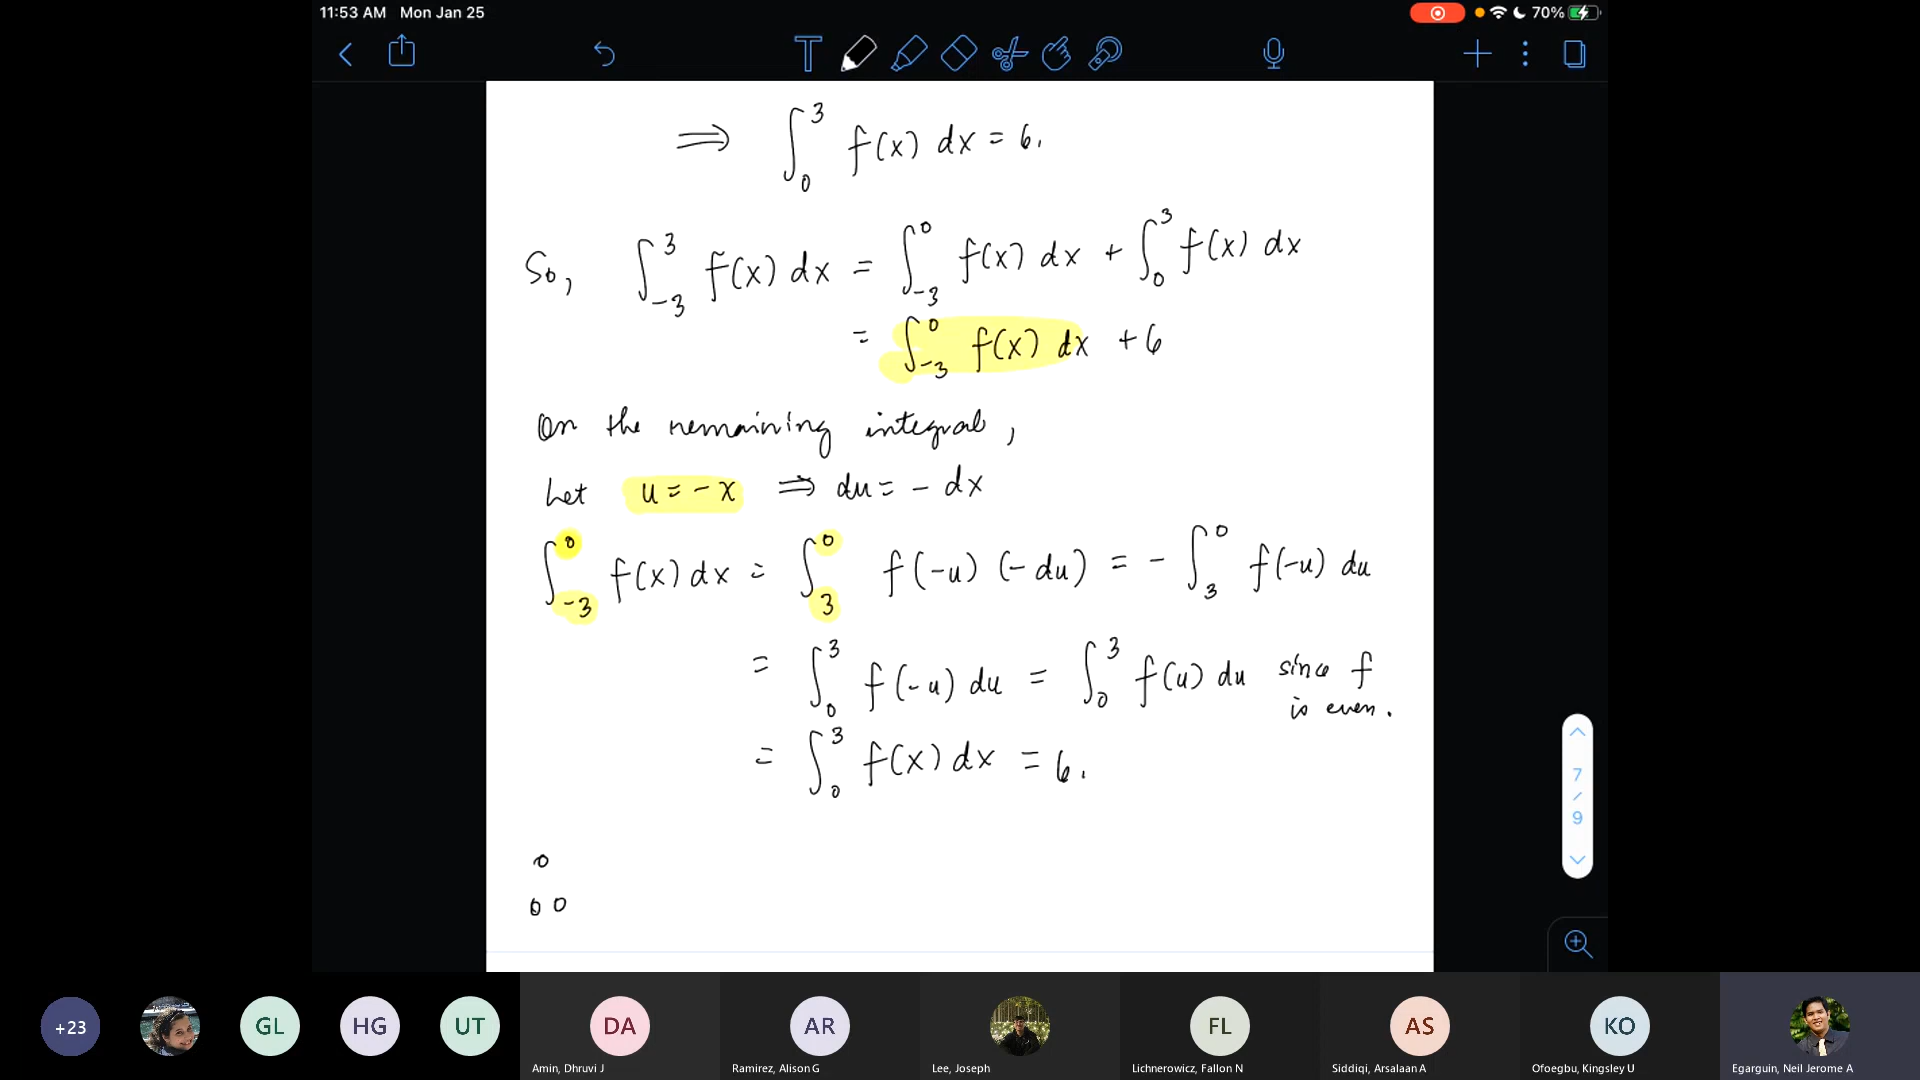 11:53 AM Mon Jan 25
70%
T
⟹ ∫₀³ f(x) dx = 6.
So, ∫₋₃³ f(x) dx = ∫₋₃⁰ f(x) dx + ∫₀³ f(x) dx
= ∫₋₃⁰ f(x) dx + 6
On the remaining integral,
Let u = - x ⟹ du = - dx
∫₋₃⁰ f(x) dx = ∫₃⁰ f(-u) (- du) = - ∫₃⁰ f(-u) du
= ∫₀³ f(-u) du = ∫₀³ f(u) du since f
is even.
= ∫₀³ f(x) dx = 6.
7
/
9
+23
GL
HG
UT
DA
AR
FL
AS
KO
Amin, Dhruvi J
Ramirez, Alison G
Lee, Joseph
Lichnerowicz, Fallon N
Siddiqi, Arsalaan A
Ofoegbu, Kingsley U
Egarguin, Neil Jerome A